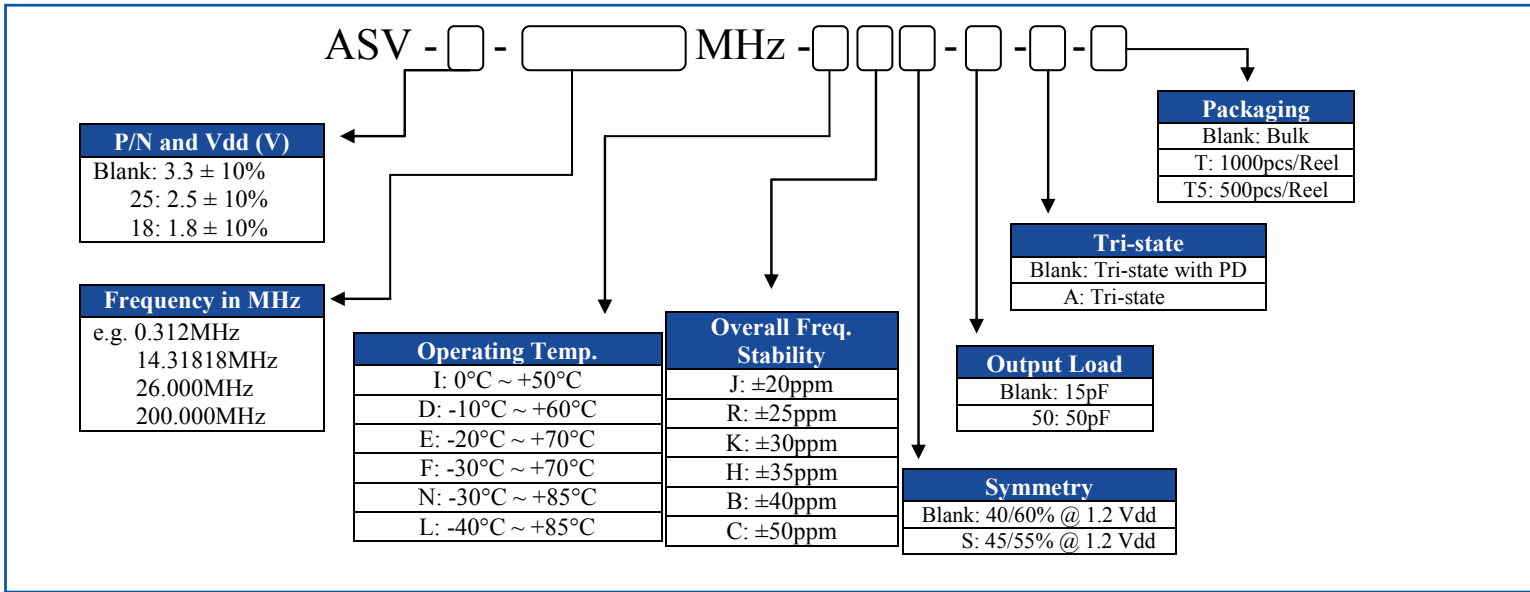 ASV - - MHz - - - -
P/N and Vdd (V)
Blank: 3.3 ± 10%
25: 2.5 ± 10%
18: 1.8 ± 10%
Frequency in MHz
e.g. 0.312MHz
14.31818MHz
26.000MHz
200.000MHz
Operating Temp.
I: 0°C ~ +50°C
D: -10°C ~ +60°C
E: -20°C ~ +70°C
F: -30°C ~ +70°C
N: -30°C ~ +85°C
L: -40°C ~ +85°C
Overall Freq.
Stability
J: ±20ppm
R: ±25ppm
K: ±30ppm
H: ±35ppm
B: ±40ppm
C: ±50ppm
Symmetry
Blank: 40/60% @ 1.2 Vdd
S: 45/55% @ 1.2 Vdd
Output Load
Blank: 15pF
50: 50pF
Tri-state
Blank: Tri-state with PD
A: Tri-state
Packaging
Blank: Bulk
T: 1000pcs/Reel
T5: 500pcs/Reel